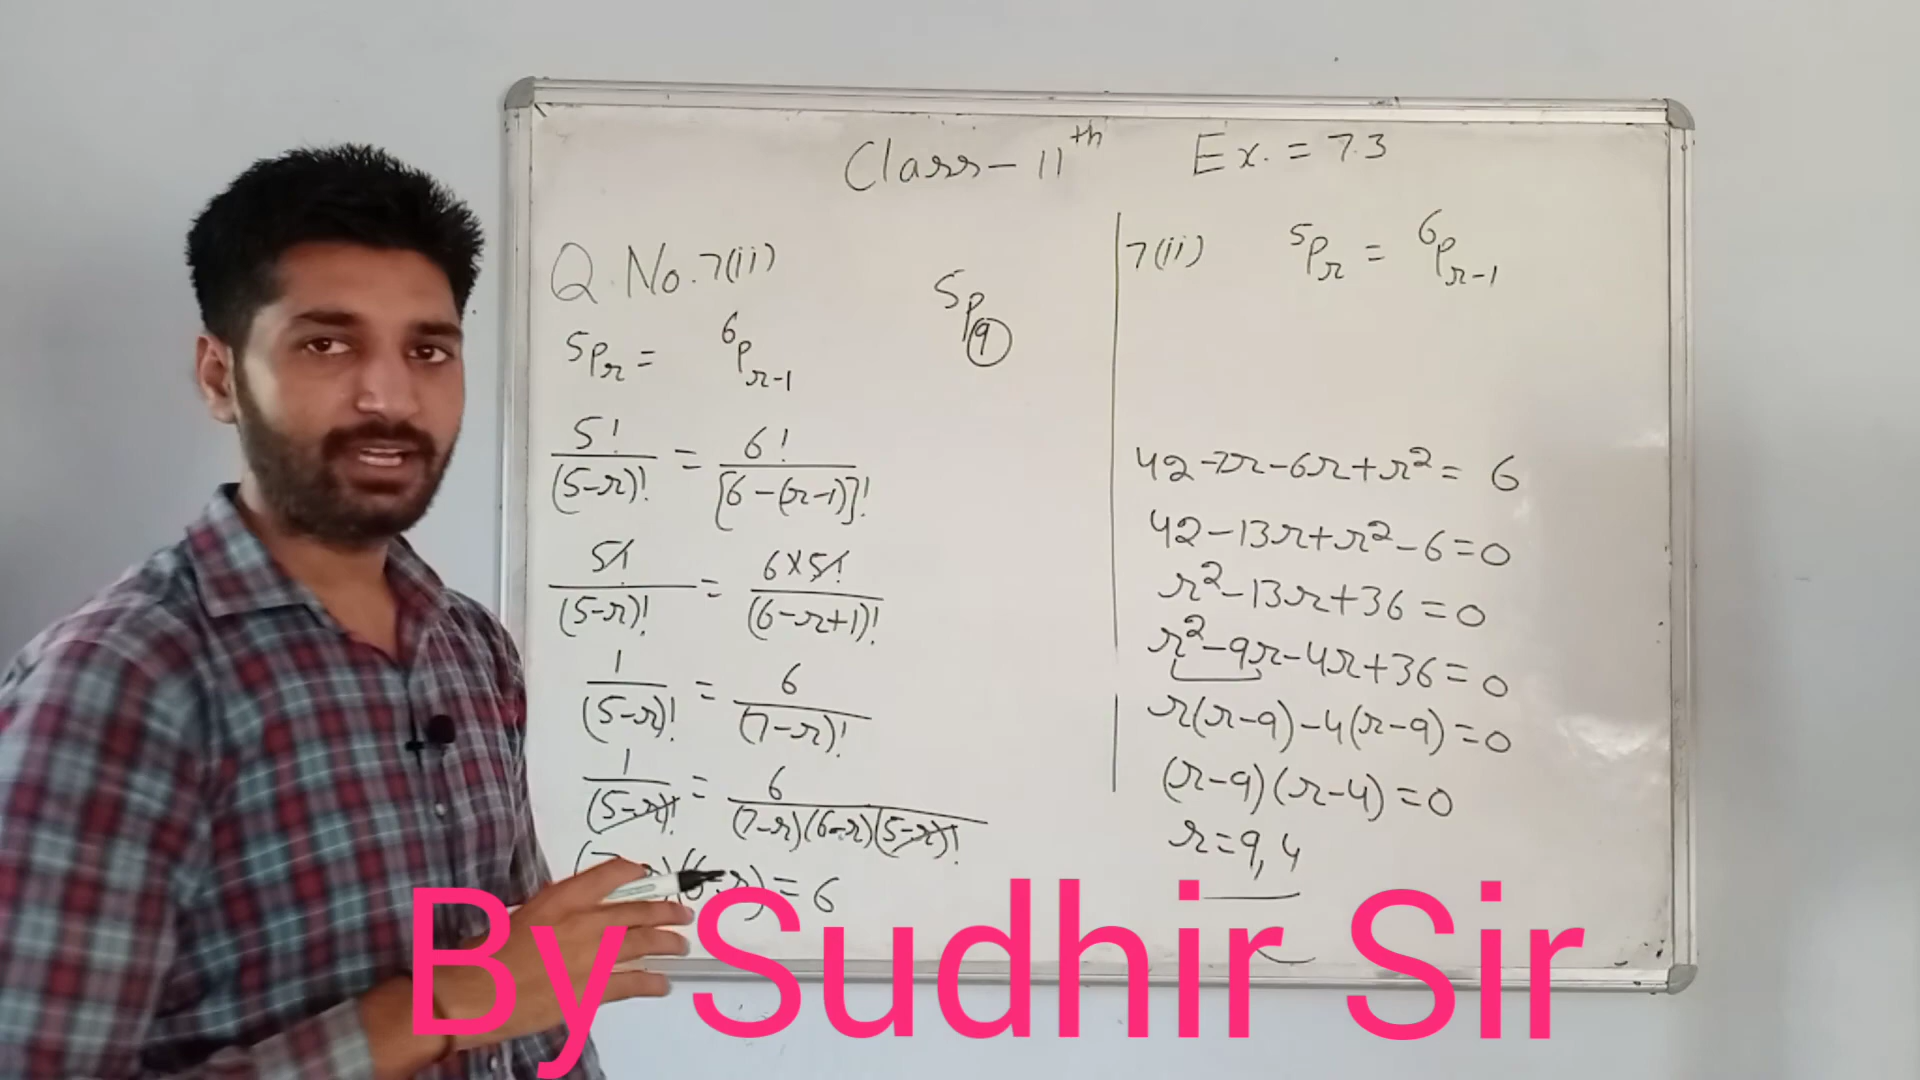 Class-11th Ex. = 7.3
Q.No.7(ii)
5Pr = 6Pr-1
5P9
5!/(5-r)! = 6!/[6-(r-1)]!
5!/(5-r)! = 6×5!/(6-r+1)!
1/(5-r)! = 6/(7-r)!
1/(5-r)! = 6/(7-r)(6-r)(5-r)!
(7-r)(6-r) = 6
7(ii) 5Pr = 6Pr-1
42-7r-6r+r² = 6
42-13r+r²-6=0
r²-13r+36=0
r²-9r-4r+36=0
r(r-9)-4(r-9)=0
(r-9)(r-4)=0
r=9,4
By Sudhir Sir